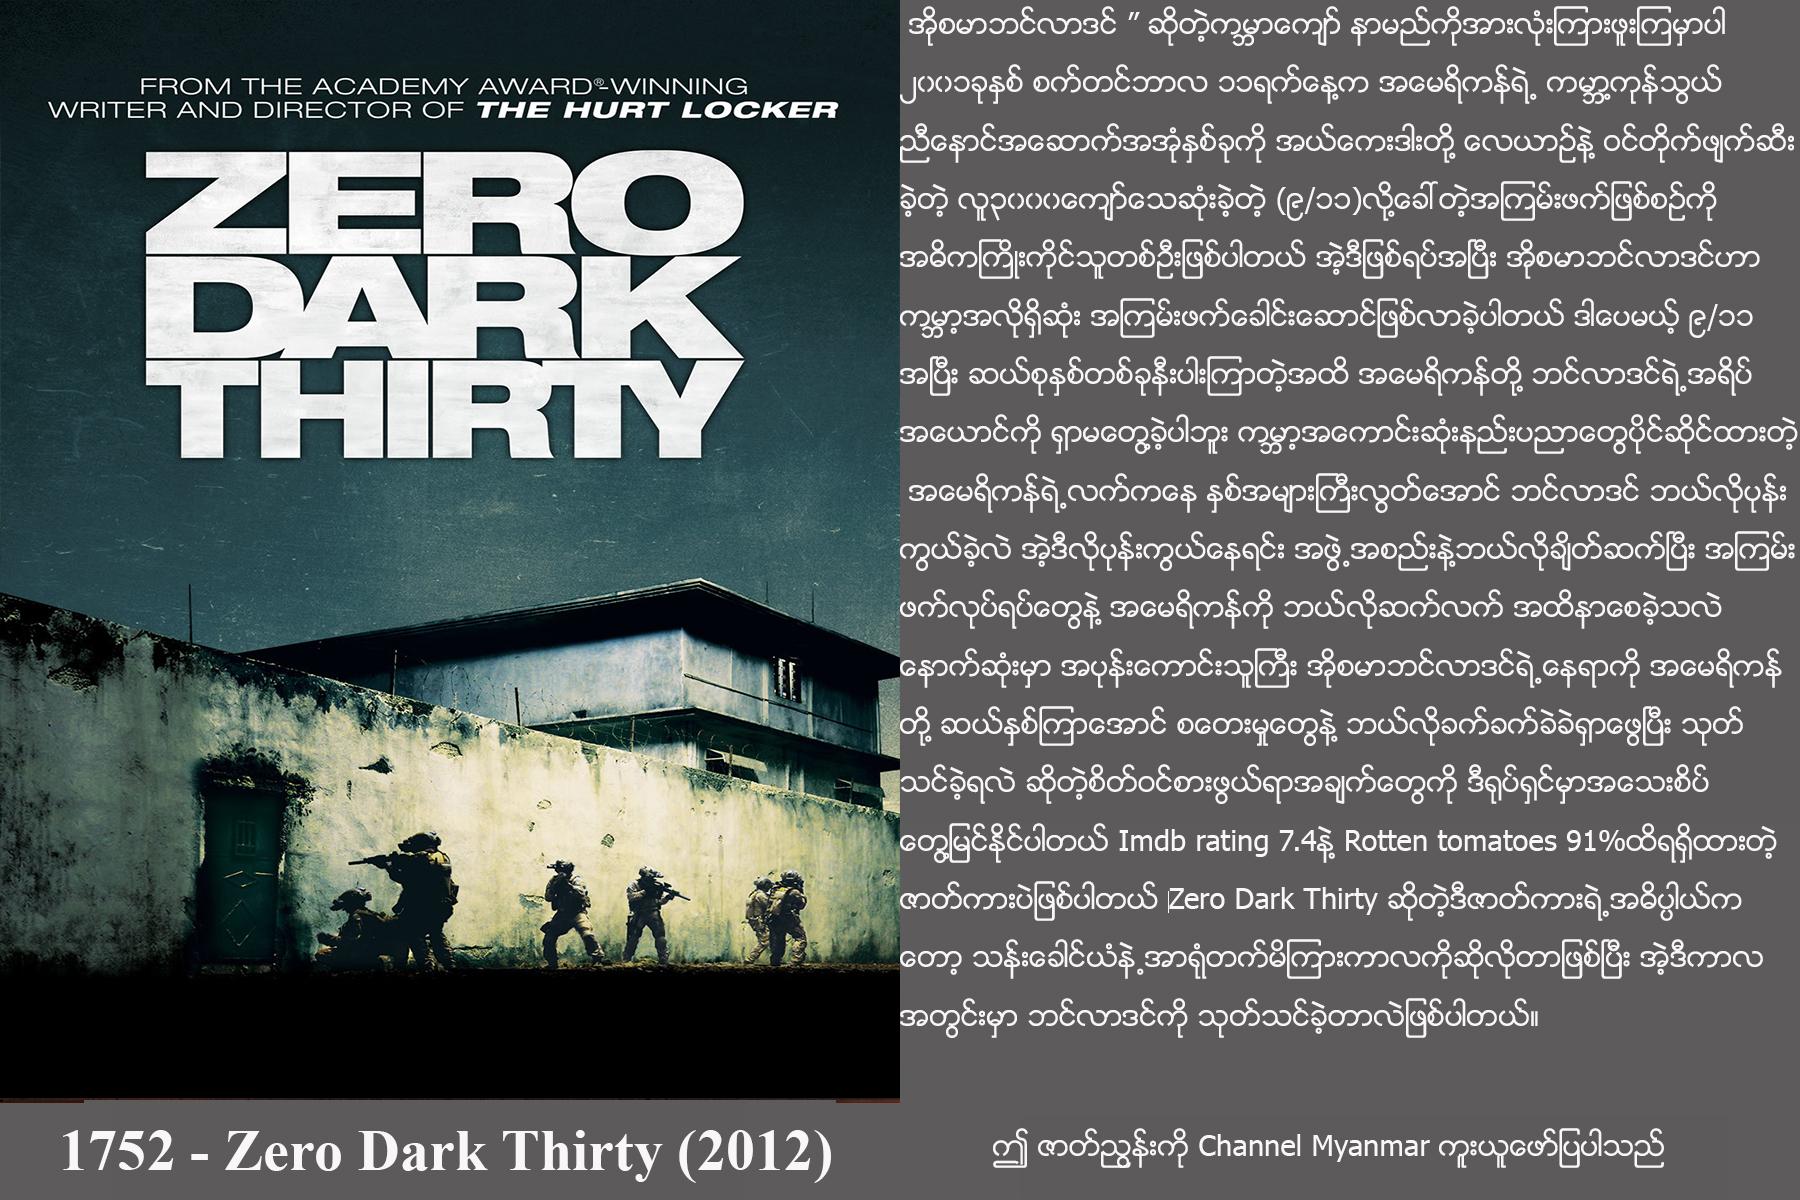 FROM THE ACADEMY AWARD®-WINNING
WRITER AND DIRECTOR OF THE HURT LOCKER
ZERO
DARK
THIRTY
အိုစမာဘင်လာဒင် ” ဆိုတဲ့ကမ္ဘာကျော် နာမည်ကိုအားလုံးကြားဖူးကြမှာပါ
၂၀၀၁ခုနှစ် စက်တင်ဘာလ ၁၁ရက်နေ့က အမေရိကန်ရဲ့ ကမ္ဘာ့ကုန်သွယ်
ညီနောင်အဆောက်အအုံနှစ်ခုကို အယ်ကေးဒါးတို့ လေယာဉ်နဲ့ ဝင်တိုက်ဖျက်ဆီး
ခဲ့တဲ့ လူ၃၀၀၀ကျော်သေဆုံးခဲ့တဲ့ (၉/၁၁)လို့ခေါ်တဲ့အကြမ်းဖက်ဖြစ်စဉ်ကို
အဓိကကြိုးကိုင်သူတစ်ဦးဖြစ်ပါတယ် အဲ့ဒီဖြစ်ရပ်အပြီး အိုစမာဘင်လာဒင်ဟာ
ကမ္ဘာ့အလိုရှိဆုံး အကြမ်းဖက်ခေါင်းဆောင်ဖြစ်လာခဲ့ပါတယ် ဒါပေမယ့် ၉/၁၁
အပြီး ဆယ်စုနှစ်တစ်ခုနီးပါးကြာတဲ့အထိ အမေရိကန်တို့ ဘင်လာဒင်ရဲ့အရိပ်
အယောင်ကို ရှာမတွေ့ခဲ့ပါဘူး ကမ္ဘာ့အကောင်းဆုံးနည်းပညာတွေပိုင်ဆိုင်ထားတဲ့
အမေရိကန်ရဲ့လက်ကနေ နှစ်အများကြီးလွတ်အောင် ဘင်လာဒင် ဘယ်လိုပုန်း
ကွယ်ခဲ့လဲ အဲ့ဒီလိုပုန်းကွယ်နေရင်း အဖွဲ့အစည်းနဲ့ဘယ်လိုချိတ်ဆက်ပြီး အကြမ်း
ဖက်လုပ်ရပ်တွေနဲ့ အမေရိကန်ကို ဘယ်လိုဆက်လက် အထိနာစေခဲ့သလဲ
နောက်ဆုံးမှာ အပုန်းကောင်းသူကြီး အိုစမာဘင်လာဒင်ရဲ့နေရာကို အမေရိကန်
တို့ ဆယ်နှစ်ကြာအောင် စတေးမှုတွေနဲ့ ဘယ်လိုခက်ခက်ခဲခဲရှာဖွေပြီး သုတ်
သင်ခဲ့ရလဲ ဆိုတဲ့စိတ်ဝင်စားဖွယ်ရာအချက်တွေကို ဒီရုပ်ရှင်မှာအသေးစိပ်
တွေ့မြင်နိုင်ပါတယ် Imdb rating 7.4နဲ့ Rotten tomatoes 91%ထိရရှိထားတဲ့
ဇာတ်ကားပဲဖြစ်ပါတယ် Zero Dark Thirty ဆိုတဲ့ဒီဇာတ်ကားရဲ့အဓိပ္ပါယ်က
တော့ သန်းခေါင်ယံနဲ့အာရုံတက်မိကြားကာလကိုဆိုလိုတာဖြစ်ပြီး အဲ့ဒီကာလ
အတွင်းမှာ ဘင်လာဒင်ကို သုတ်သင်ခဲ့တာလဲဖြစ်ပါတယ်။
1752 - Zero Dark Thirty (2012)
ဤ ဇာတ်ညွှန်းကို Channel Myanmar ကူးယူဖော်ပြပါသည်